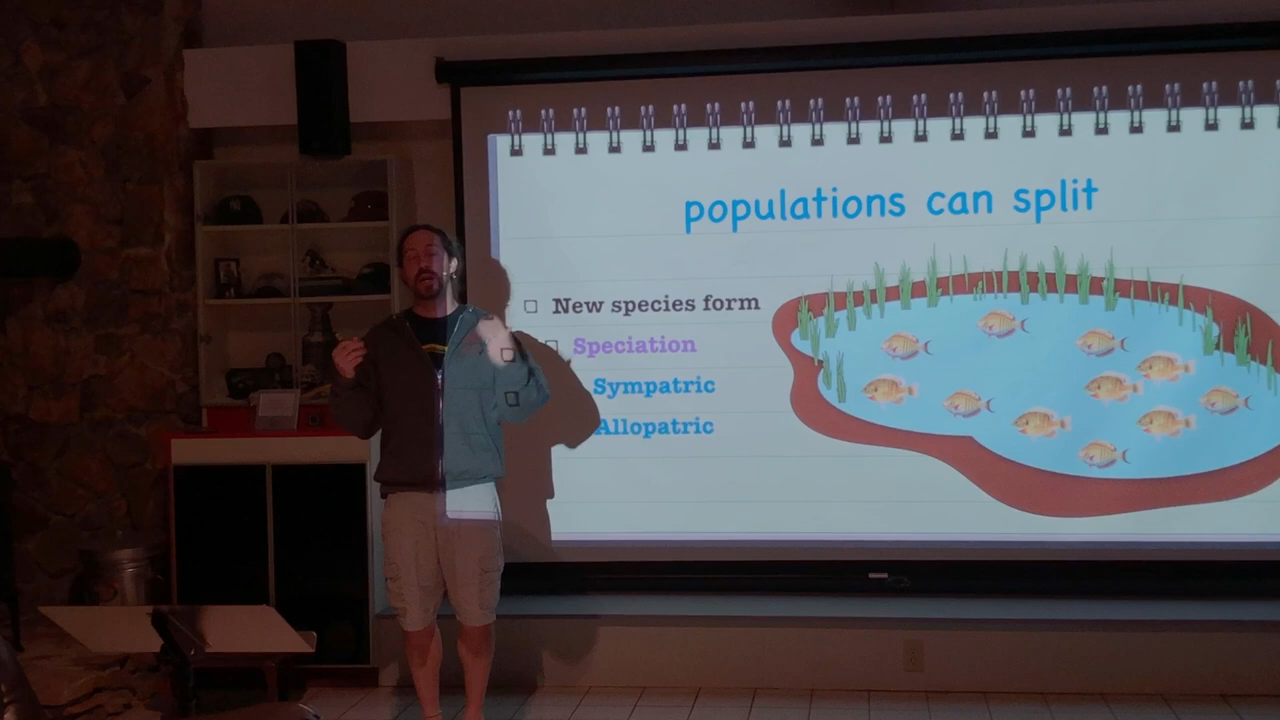 populations can split
New species form
Speciation
Sympatric
Allopatric